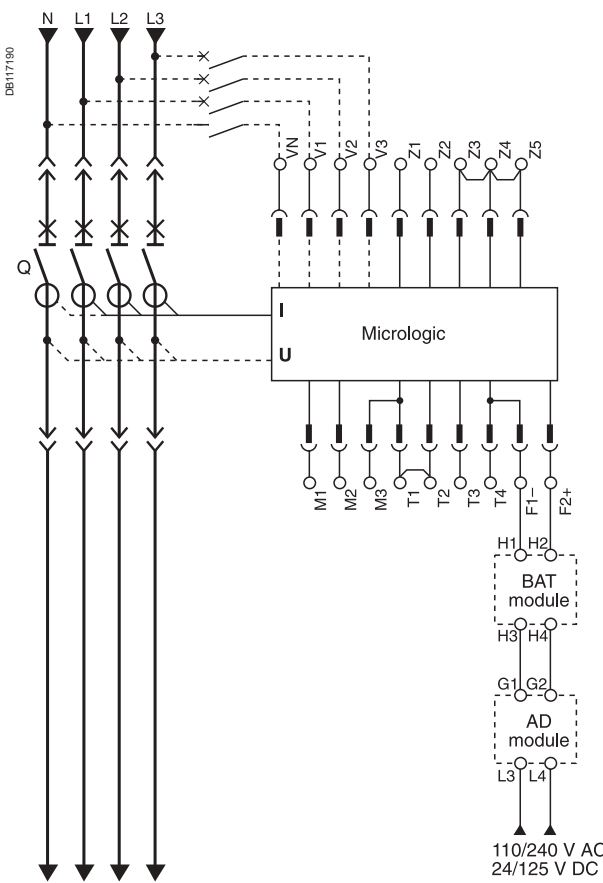 N L1 L2 L3
DB117190
VN V1 V2 V3 Z1 Z2 Z3 Z4 Z5
Q
I
Micrologic
U
M1 M2 M3 T1 T2 T3 T4 F1– F2+
H1 H2
BAT
module
H3 H4
G1 G2
AD
module
L3 L4
110/240 V AC
24/125 V DC